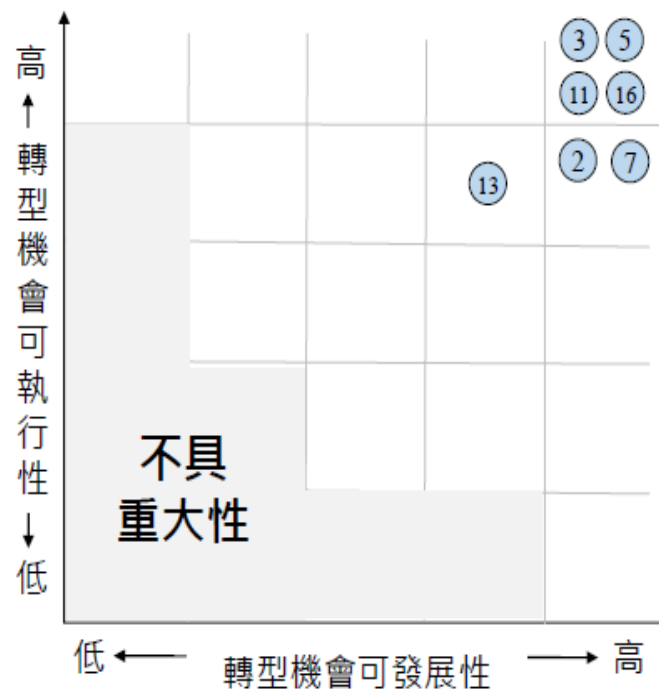 高
↑
轉型機會可執行性
↓
低
3 5
11 16
2 7
13
不具
重大性
低 ← 轉型機會可發展性 → 高